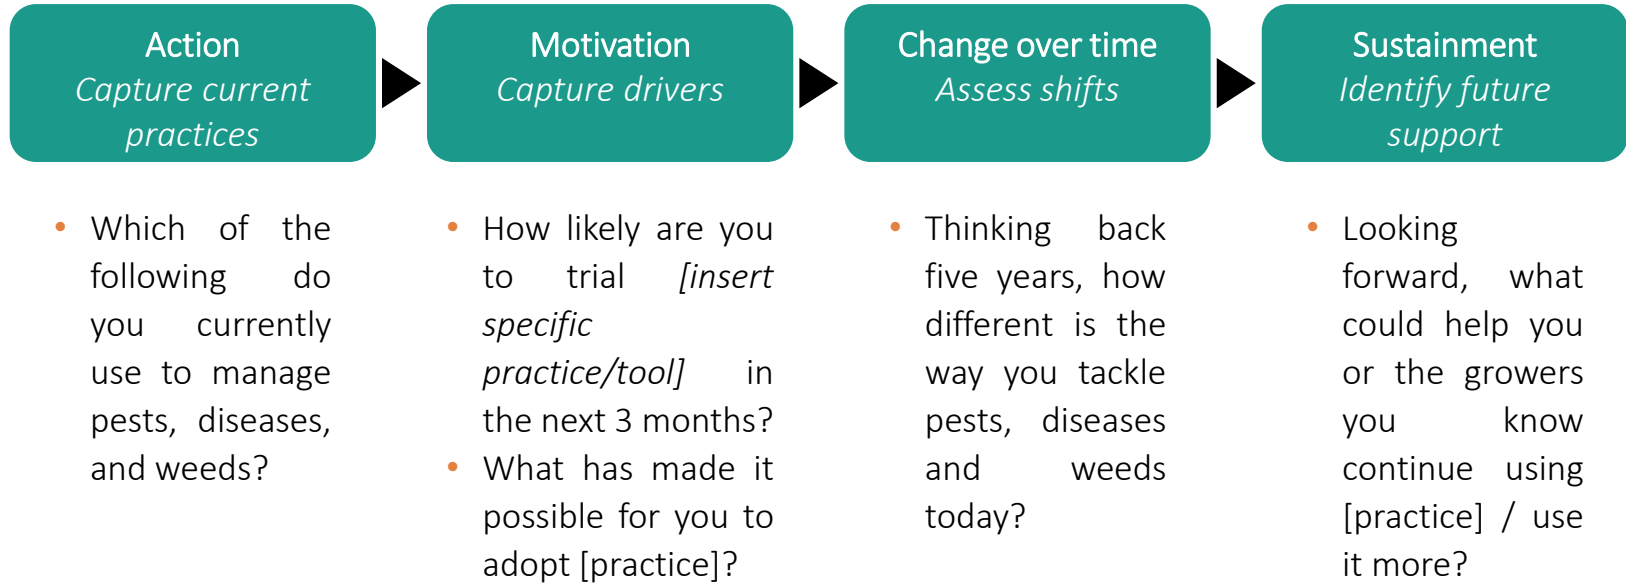 Action
Capture current
practices
Motivation
Capture drivers
Change over time
Assess shifts
Sustainment
Identify future
support
• Which of the
following do
you currently
use to manage
pests, diseases,
and weeds?
• How likely are you
to trial [insert
specific
practice/tool] in
the next 3 months?
• What has made it
possible for you to
adopt [practice]?
• Thinking back
five years, how
different is the
way you tackle
pests, diseases
and weeds
today?
• Looking
forward, what
could help you
or the growers
you know
continue using
[practice] / use
it more?